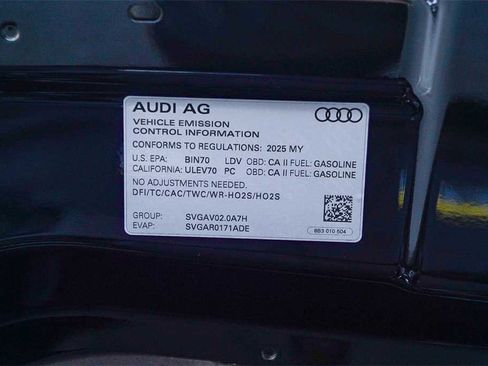 AUDI AG
VEHICLE EMISSION
CONTROL INFORMATION
CONFORMS TO REGULATIONS: 2025 MY
U.S. EPA: BIN70 LDV OBD: CA II FUEL: GASOLINE
CALIFORNIA: ULEV70 PC OBD: CA II FUEL: GASOLINE
NO ADJUSTMENTS NEEDED.
DFI/TC/CAC/TWC/WR-HO2S/HO2S
GROUP: SVGAV02.0A7H
EVAP: SVGAR0171ADE
8B3 010 504